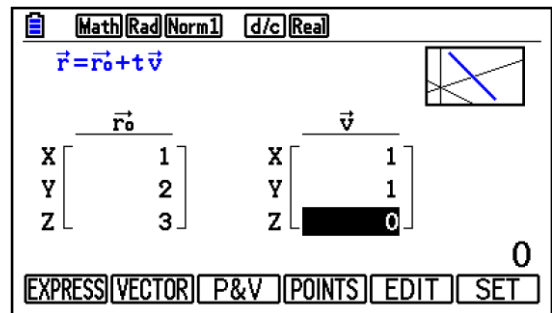 Math Rad Norm1 d/c Real
r⃗=r⃗₀+tv⃗
r⃗₀ v⃗
X 1 X 1
Y 2 Y 1
Z 3 Z 0
0
EXPRESS VECTOR P&V POINTS EDIT SET